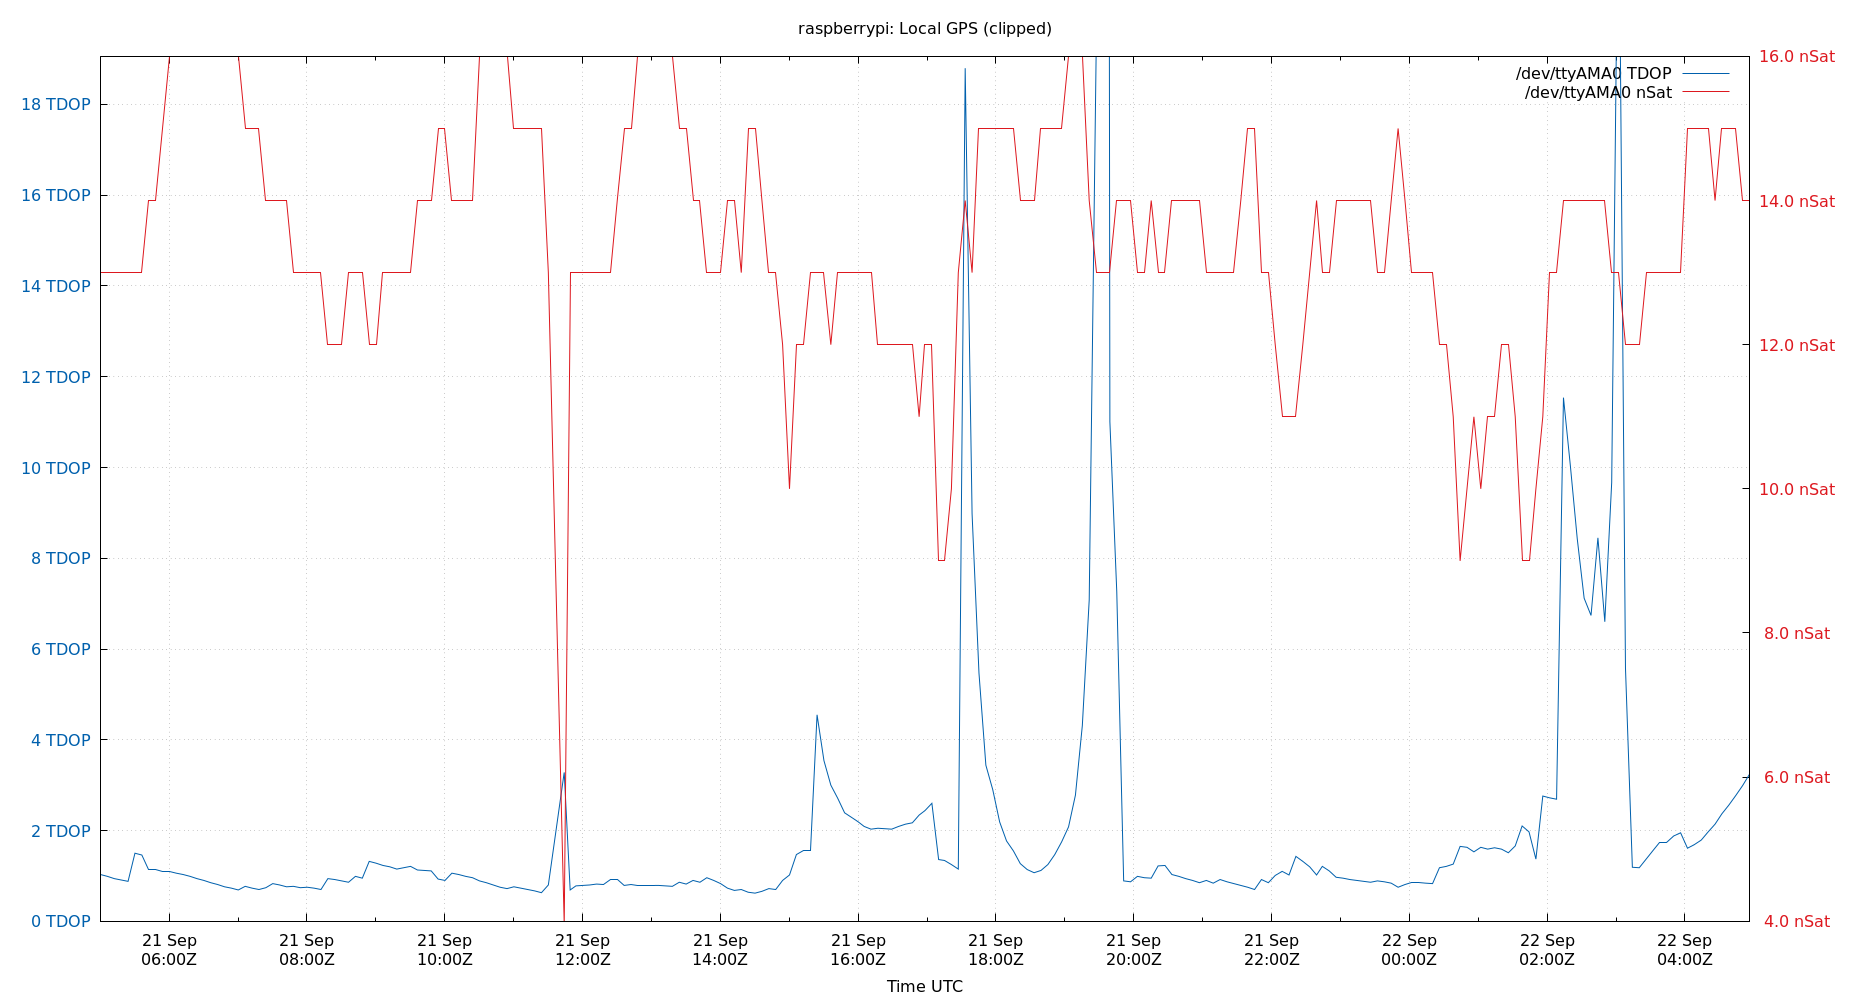 raspberrypi: Local GPS (clipped)
16.0 nSat
/dev/ttyAMA0 TDOP
/dev/ttyAMA0 nSat
18 TDOP
16 TDOP
14.0 nSat
14 TDOP
12.0 nSat
12 TDOP
10 TDOP
10.0 nSat
8 TDOP
8.0 nSat
6 TDOP
6.0 nSat
4 TDOP
2 TDOP
0 TDOP
4.0 nSat
21 Sep 21 Sep 21 Sep 21 Sep 21 Sep 21 Sep 21 Sep 21 Sep 21 Sep 22 Sep 22 Sep 22 Sep
06:00Z 08:00Z 10:00Z 12:00Z 14:00Z 16:00Z 18:00Z 20:00Z 22:00Z 00:00Z 02:00Z 04:00Z
Time UTC